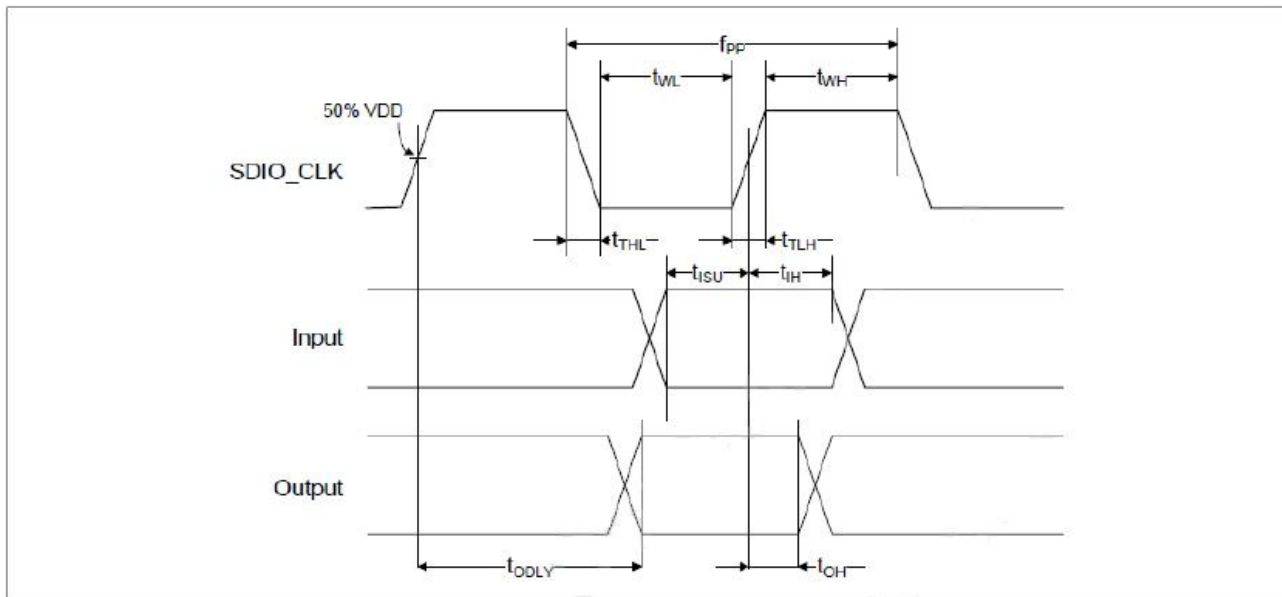 fPP
tWL
tWH
50% VDD
SDIO_CLK
tTHL
tTLH
tISU
tIH
Input
Output
tODLY
tOH